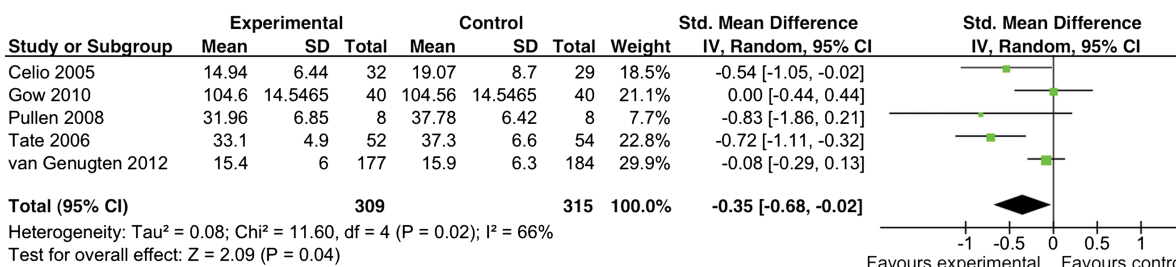 Experimental Control Std. Mean Difference Std. Mean Difference
Study or Subgroup Mean SD Total Mean SD Total Weight IV, Random, 95% CI IV, Random, 95% CI
Celio 2005 14.94 6.44 32 19.07 8.7 29 18.5% -0.54 [-1.05, -0.02]
Gow 2010 104.6 14.5465 40 104.56 14.5465 40 21.1% 0.00 [-0.44, 0.44]
Pullen 2008 31.96 6.85 8 37.78 6.42 8 7.7% -0.83 [-1.86, 0.21]
Tate 2006 33.1 4.9 52 37.3 6.6 54 22.8% -0.72 [-1.11, -0.32]
van Genugten 2012 15.4 6 177 15.9 6.3 184 29.9% -0.08 [-0.29, 0.13]
Total (95% CI) 309 315 100.0% -0.35 [-0.68, -0.02]
Heterogeneity: Tau² = 0.08; Chi² = 11.60, df = 4 (P = 0.02); I² = 66%
Test for overall effect: Z = 2.09 (P = 0.04)
-1 -0.5 0 0.5 1
Favours experimental Favours contro